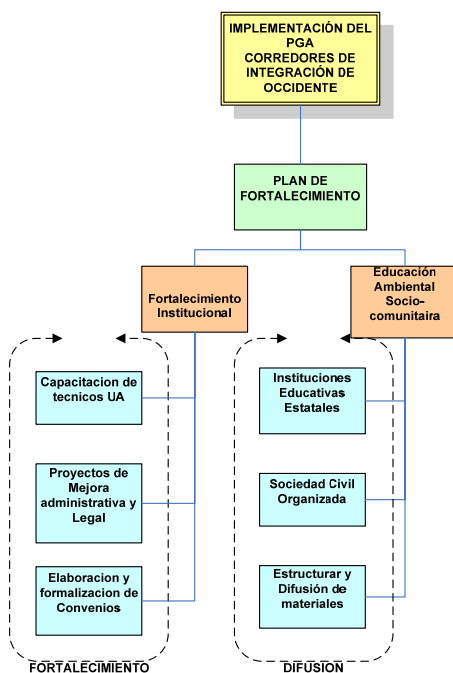 IMPLEMENTACIÓN DEL
PGA
CORREDORES DE
INTEGRACIÓN DE
OCCIDENTE
PLAN DE
FORTALECIMIENTO
Fortalecimiento
Institucional
Educación
Ambiental
Socio-
comunitaira
Capacitacion de
tecnicos UA
Proyectos de
Mejora
administrativa y
Legal
Elaboracion y
formalizacion de
Convenios
FORTALECIMIENTO
Instituciones
Educativas
Estatales
Sociedad Civil
Organizada
Estructurar y
Difusión de
materiales
DIFUSION